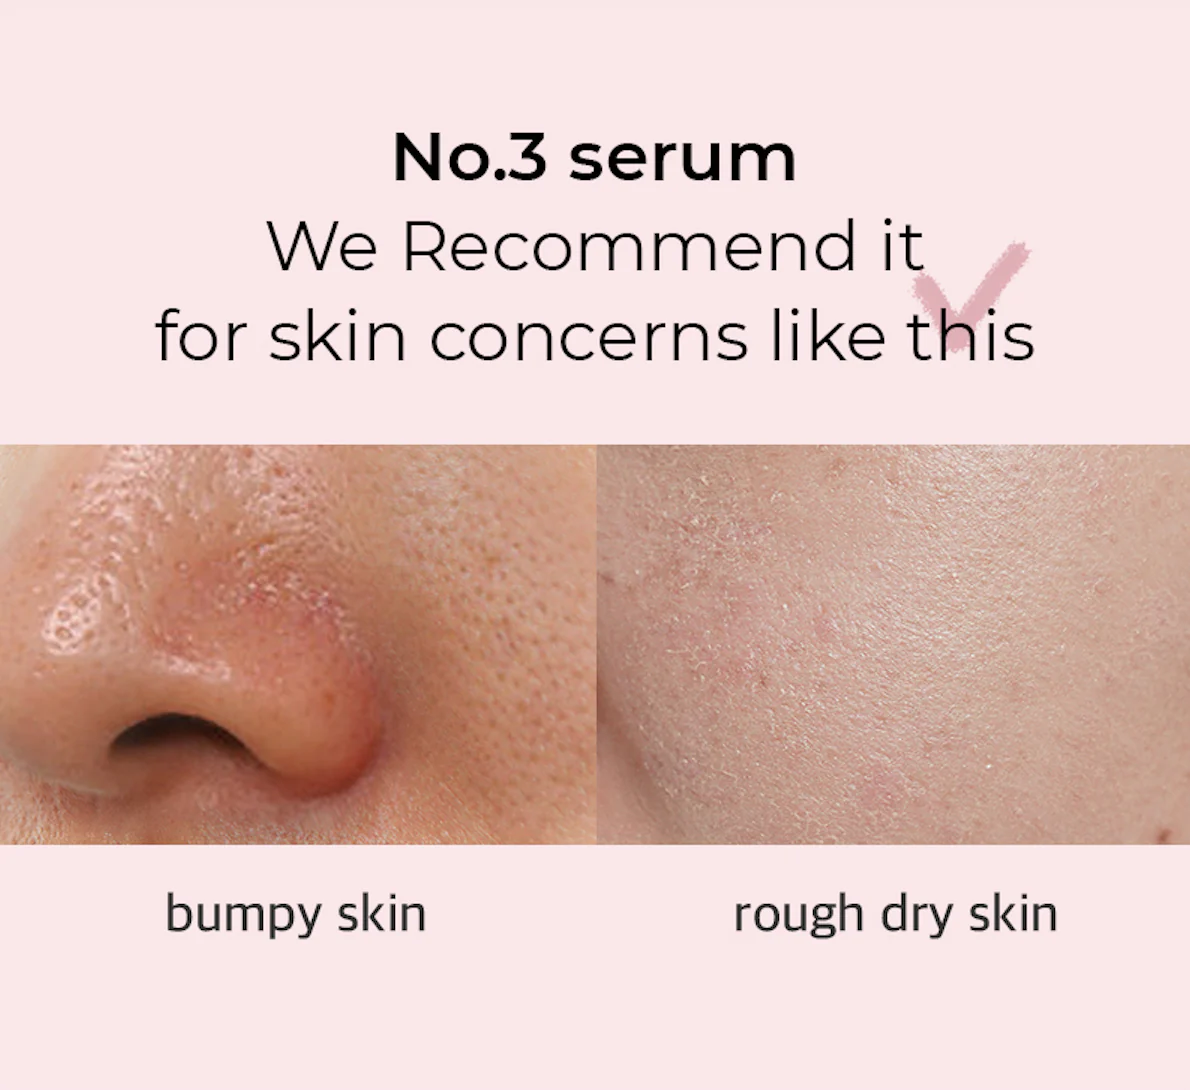 No.3 serum
We Recommend it
for skin concerns like this
bumpy skin
rough dry skin